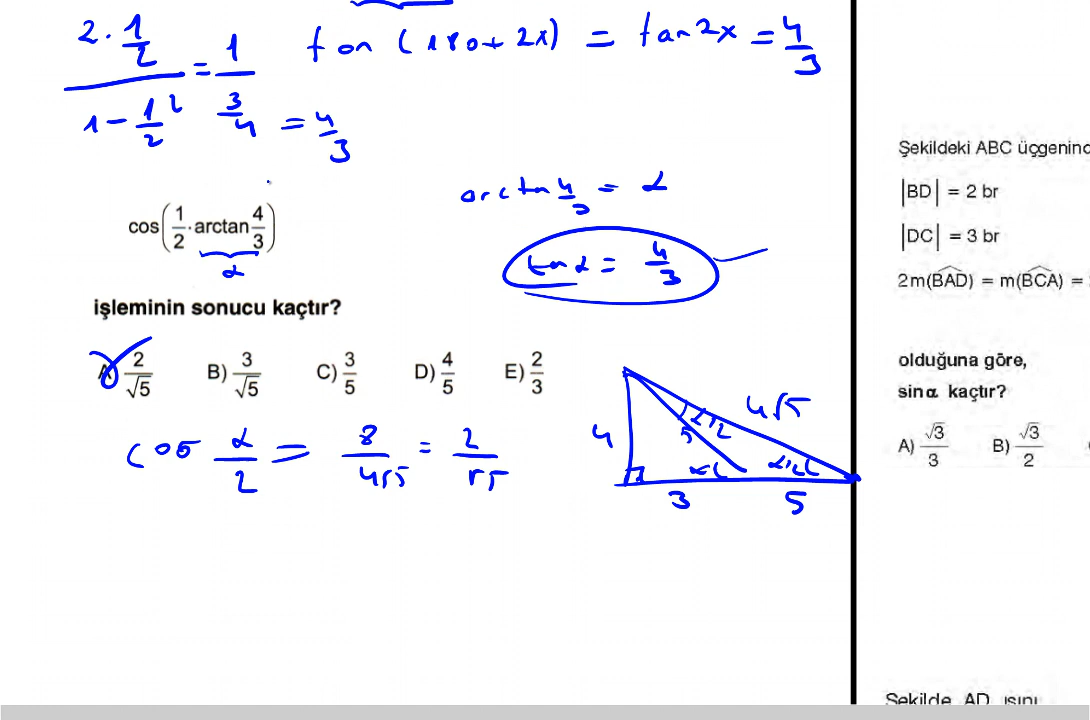 2 . 1/2 / 1 - 1/2² = 1 / 3/4 = 4/3
tan (180 + 2x) = tan 2x = 4/3
cos(1/2 · arctan 4/3)
α
arctan 4/3 = α
tan α = 4/3
işleminin sonucu kaçtır?
A) 2/√5 B) 3/√5 C) 3/5 D) 4/5 E) 2/3
cos α/2 = 8/4√5 = 2/√5
4
5
α/2
4√5
α
α/2
3
5
Şekildeki ABC üçgenind
|BD| = 2 br
|DC| = 3 br
2m(BAD) = m(BCA) =
olduğuna göre,
sinα kaçtır?
A) √3/3 B) √3/2
Şekilde AD ışını